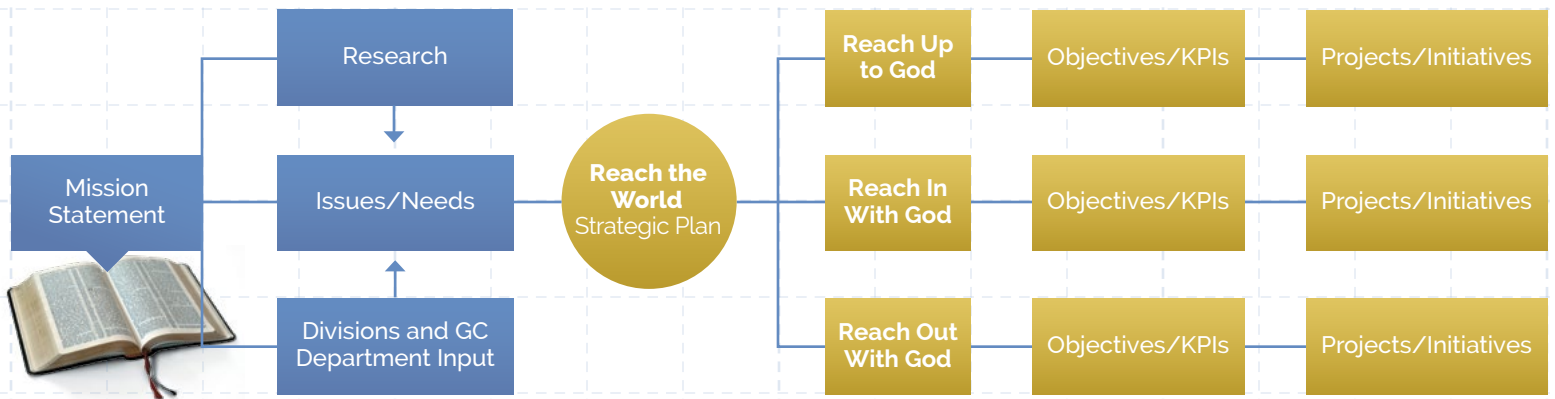 Mission
Statement
Research
Issues/Needs
Divisions and GC
Department Input
Reach the
World
Strategic Plan
Reach Up
to God
Objectives/KPIs
Projects/Initiatives
Reach In
With God
Objectives/KPIs
Projects/Initiatives
Reach Out
With God
Objectives/KPIs
Projects/Initiatives